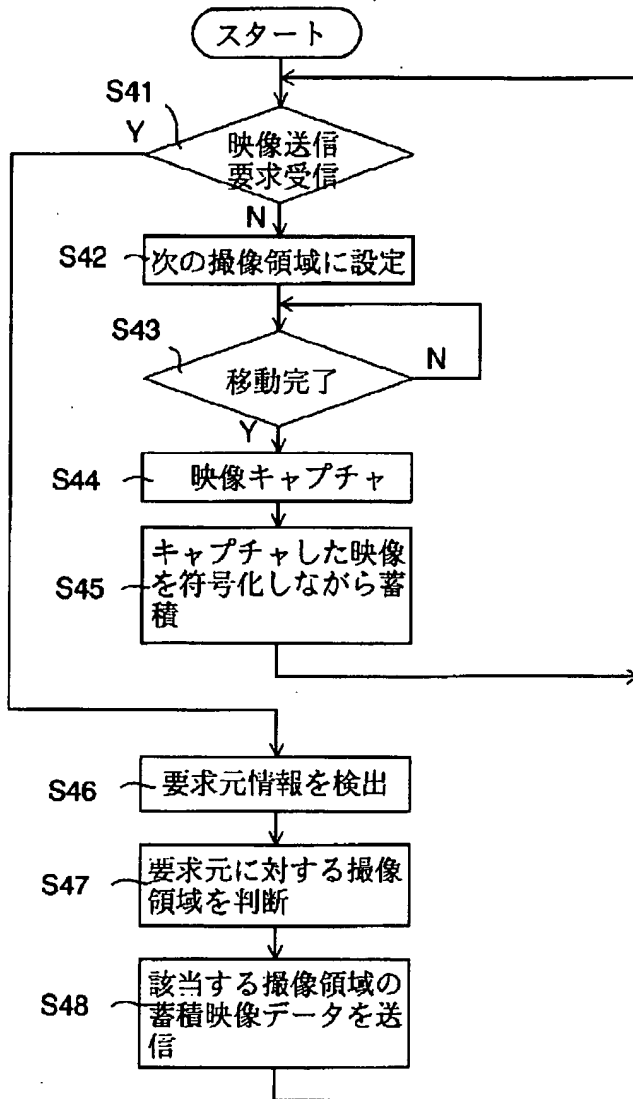 スタート
S41
Y
映像送信
要求受信
N
S42
次の撮像領域に設定
S43
移動完了
N
Y
S44
映像キャプチャ
S45
キャプチャした映像
を符号化しながら蓄
積
S46
要求元情報を検出
S47
要求元に対する撮像
領域を判断
S48
該当する撮像領域の
蓄積映像データを送
信